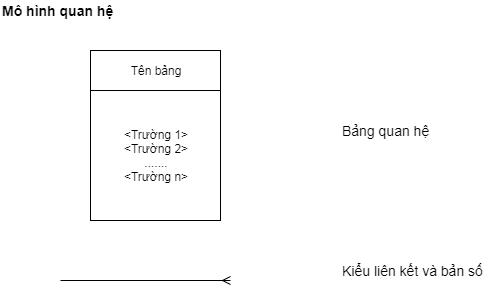 Mô hình quan hệ
Tên bảng
<Trường 1>
<Trường 2>
.......
<Trường n>
Bảng quan hệ
Kiểu liên kết và bản số